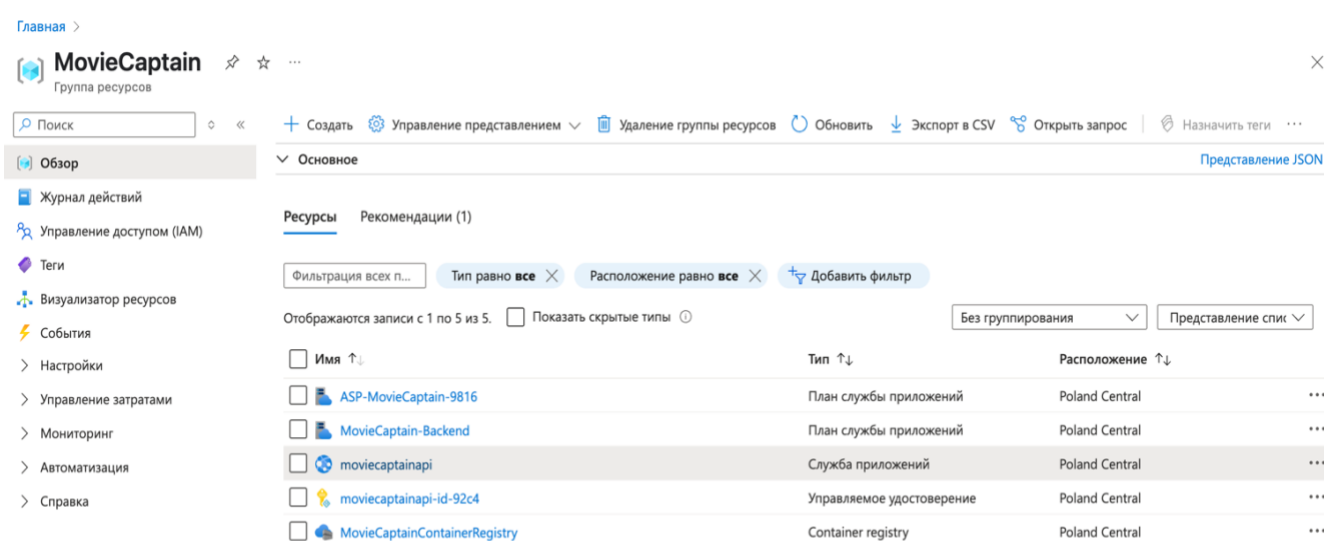 Главная >
MovieCaptain
Группа ресурсов
Поиск
Создать Управление представлением Удаление группы ресурсов Обновить Экспорт в CSV Открыть запрос Назначить теги ...
Обзор
Основное Представление JSON
Журнал действий
Ресурсы Рекомендации (1)
Управление доступом (IAM)
Теги
Фильтрация всех п... Тип равно все Расположение равно все Добавить фильтр
Визуализатор ресурсов
Отображаются записи с 1 по 5 из 5. Показать скрытые типы Без группирования Представление спис
События
Имя Тип Расположение
Настройки
ASP-MovieCaptain-9816 План службы приложений Poland Central
Управление затратами
MovieCaptain-Backend План службы приложений Poland Central
Мониторинг
moviecaptainapi Служба приложений Poland Central
Автоматизация
moviecaptainapi-id-92c4 Управляемое удостоверение Poland Central
Справка
MovieCaptainContainerRegistry Container registry Poland Central